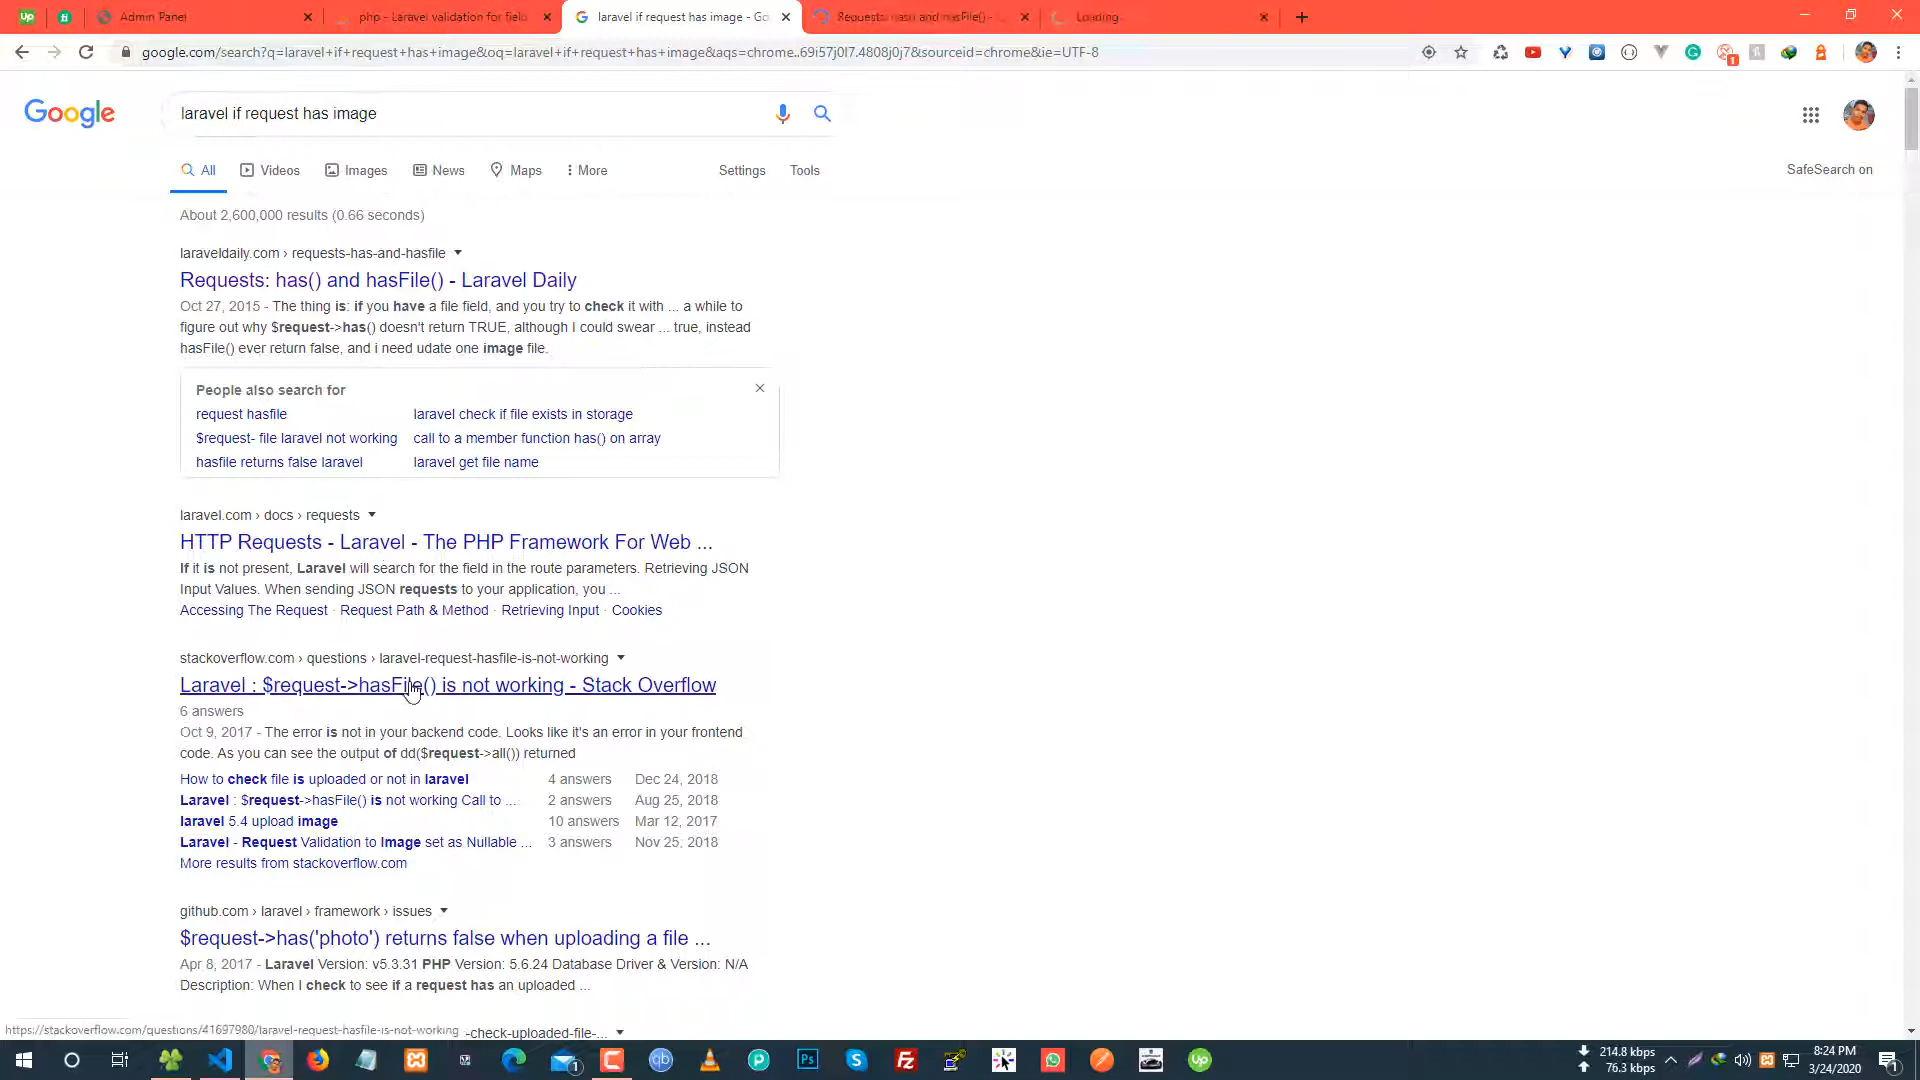 Admin Panel
php - Laravel validation for field
laravel if request has image - Go
Requests: has() and hasFile() -
Loading
google.com/search?q=laravel+if+request+has+image&oq=laravel+if+request+has+image&aqs=chrome..69i57j0l7.4808j0j7&sourceid=chrome&ie=UTF-8
Google
laravel if request has image
All
Videos
Images
News
Maps
More
Settings
Tools
SafeSearch on
About 2,600,000 results (0.66 seconds)
laraveldaily.com › requests-has-and-hasfile
Requests: has() and hasFile() - Laravel Daily
Oct 27, 2015 - The thing is: if you have a file field, and you try to check it with ... a while to
figure out why $request->has() doesn't return TRUE, although I could swear ... true, instead
hasFile() ever return false, and i need udate one image file.
People also search for
request hasfile
laravel check if file exists in storage
$request- file laravel not working
call to a member function has() on array
hasfile returns false laravel
laravel get file name
laravel.com › docs › requests
HTTP Requests - Laravel - The PHP Framework For Web ...
If it is not present, Laravel will search for the field in the route parameters. Retrieving JSON
Input Values. When sending JSON requests to your application, you ...
Accessing The Request · Request Path & Method · Retrieving Input · Cookies
stackoverflow.com › questions › laravel-request-hasfile-is-not-working
Laravel : $request->hasFile() is not working - Stack Overflow
6 answers
Oct 9, 2017 - The error is not in your backend code. Looks like it's an error in your frontend
code. As you can see the output of dd($request->all()) returned
How to check file is uploaded or not in laravel 4 answers Dec 24, 2018
Laravel : $request->hasFile() is not working Call to ... 2 answers Aug 25, 2018
laravel 5.4 upload image 10 answers Mar 12, 2017
Laravel - Request Validation to Image set as Nullable ... 3 answers Nov 25, 2018
More results from stackoverflow.com
github.com › laravel › framework › issues
$request->has('photo') returns false when uploading a file ...
Apr 8, 2017 - Laravel Version: v5.3.31 PHP Version: 5.6.24 Database Driver & Version: N/A
Description: When I check to see if a request has an uploaded ...
https://stackoverflow.com/questions/41697980/laravel-request-hasfile-is-not-working
-check-uploaded-file-...
214.8 kbps
76.3 kbps
8:24 PM
3/24/2020